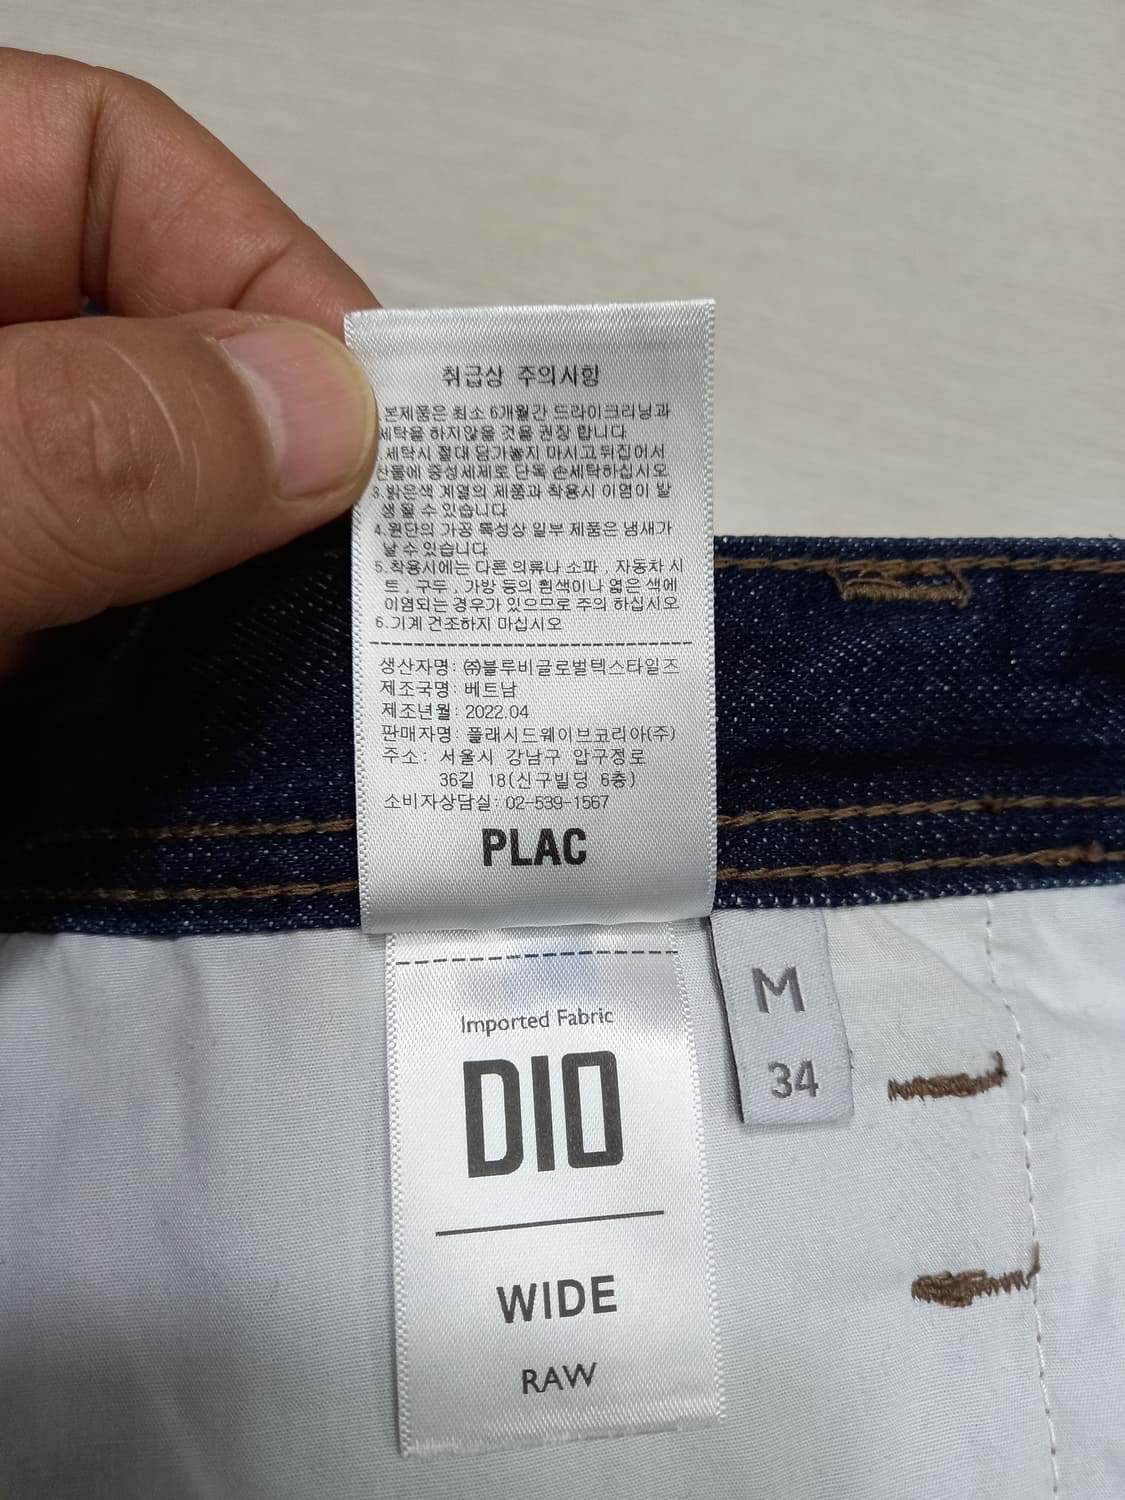 취급상 주의사항
본제품은 최소 6개월간 드라이크리닝과
세탁을 하지않을 것을 권장 합니다
세탁시 절대 담가놓지 마시고 뒤집어서
찬물에 중성세제로 단독 손세탁하십시오
3. 밝은색 계열의 제품과 착용시 이염이 발
생 될 수 있습니다
4. 원단의 가공 특성상 일부 제품은 냄새가
날 수 있습니다
5. 착용시에는 다른 의류나 소파 , 자동차 시
트 , 구두 , 가방 등의 흰색이나 엷은 색에
이염되는 경우가 있으므로 주의 하십시오
6. 기계 건조하지 마십시오
생산자명: ㈜블루비글로벌텍스타일즈
제조국명: 베트남
제조년월: 2022.04
판매자명: 플래시드웨이브코리아(주)
주소: 서울시 강남구 압구정로
36길 18(신구빌딩 6층)
소비자상담실: 02-539-1567
PLAC
Imported Fabric
DIO
WIDE
RAW
M
34